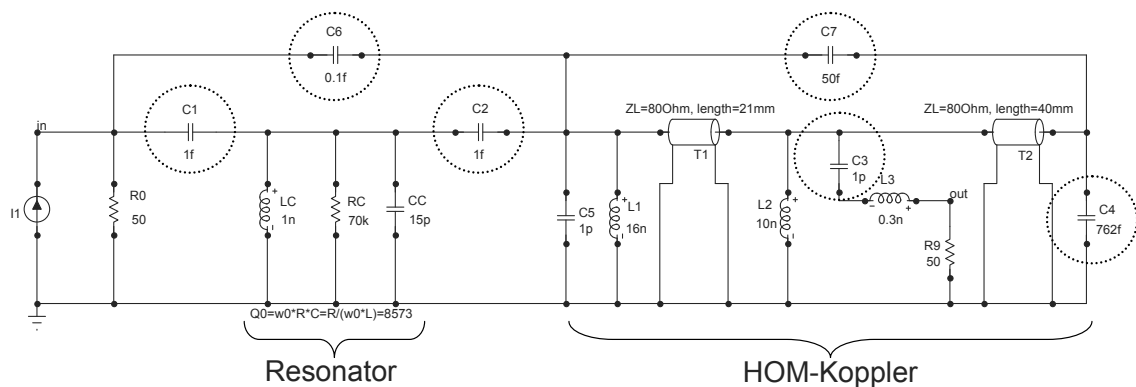 C6
0.1f
C7
50f
C1
1f
C2
1f
ZL=80Ohm, length=21mm
T1
ZL=80Ohm, length=40mm
T2
in
I1
R0
50
LC
1n
RC
70k
CC
15p
C5
1p
L1
16n
L2
10n
C3
1p
L3
0.3n
out
R9
50
C4
762f
Q0=w0*R*C=R/(w0*L)=8573
Resonator
HOM-Koppler